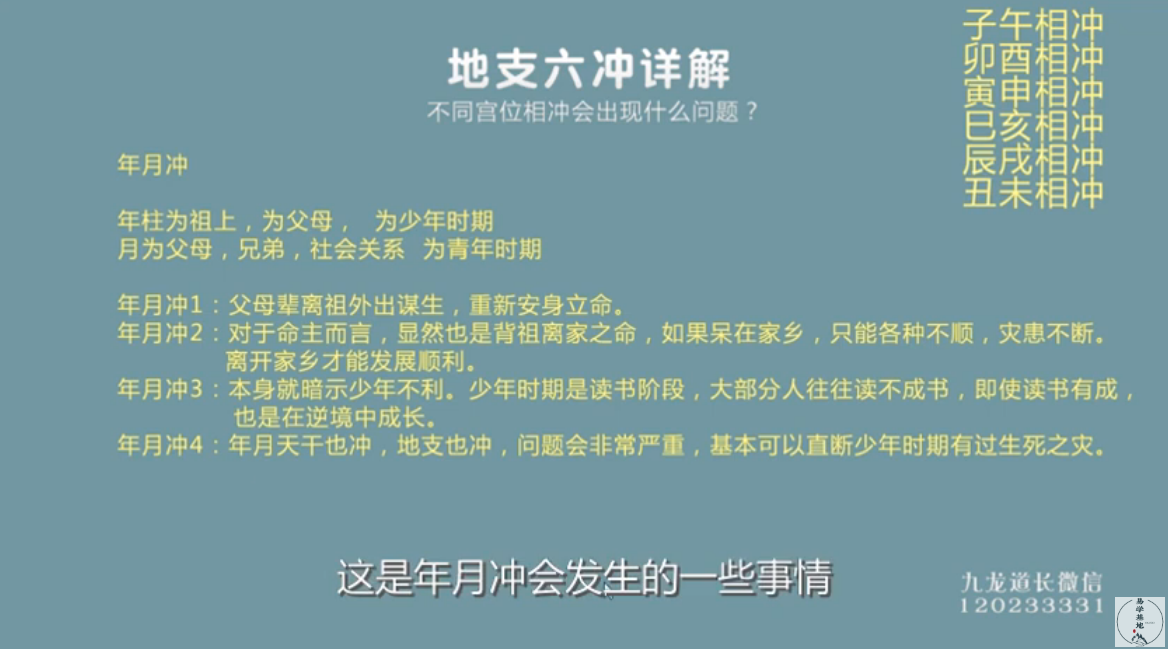 地支六冲详解
不同宫位相冲会出现什么问题？
子午相冲
卯酉相冲
寅申相冲
巳亥相冲
辰戌相冲
丑未相冲
年月冲
年柱为祖上，为父母， 为少年时期
月为父母，兄弟，社会关系 为青年时期
年月冲1：父母辈离祖外出谋生，重新安身立命。
年月冲2：对于命主而言，显然也是背祖离家之命，如果呆在家乡，只能各种不顺，灾患不断。
离开家乡才能发展顺利。
年月冲3：本身就暗示少年不利。少年时期是读书阶段，大部分人往往读不成书，即使读书有成，
也是在逆境中成长。
年月冲4：年月天干也冲，地支也冲，问题会非常严重，基本可以直断少年时期有过生死之灾。
这是年月冲会发生的一些事情
九龙道长微信
120233331
易学基地